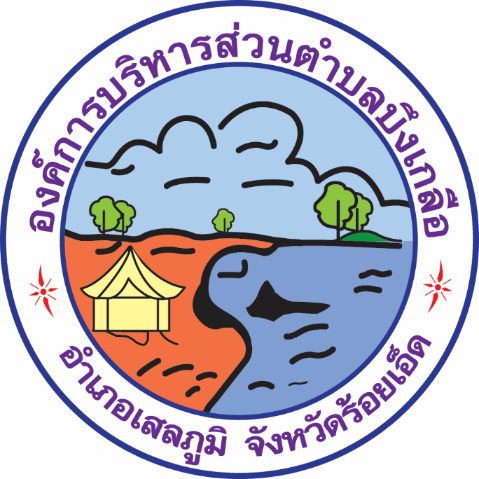 องค์การบริหารส่วนตำบลบึงเกลือ
อำเภอเสลภูมิ จังหวัดร้อยเอ็ด